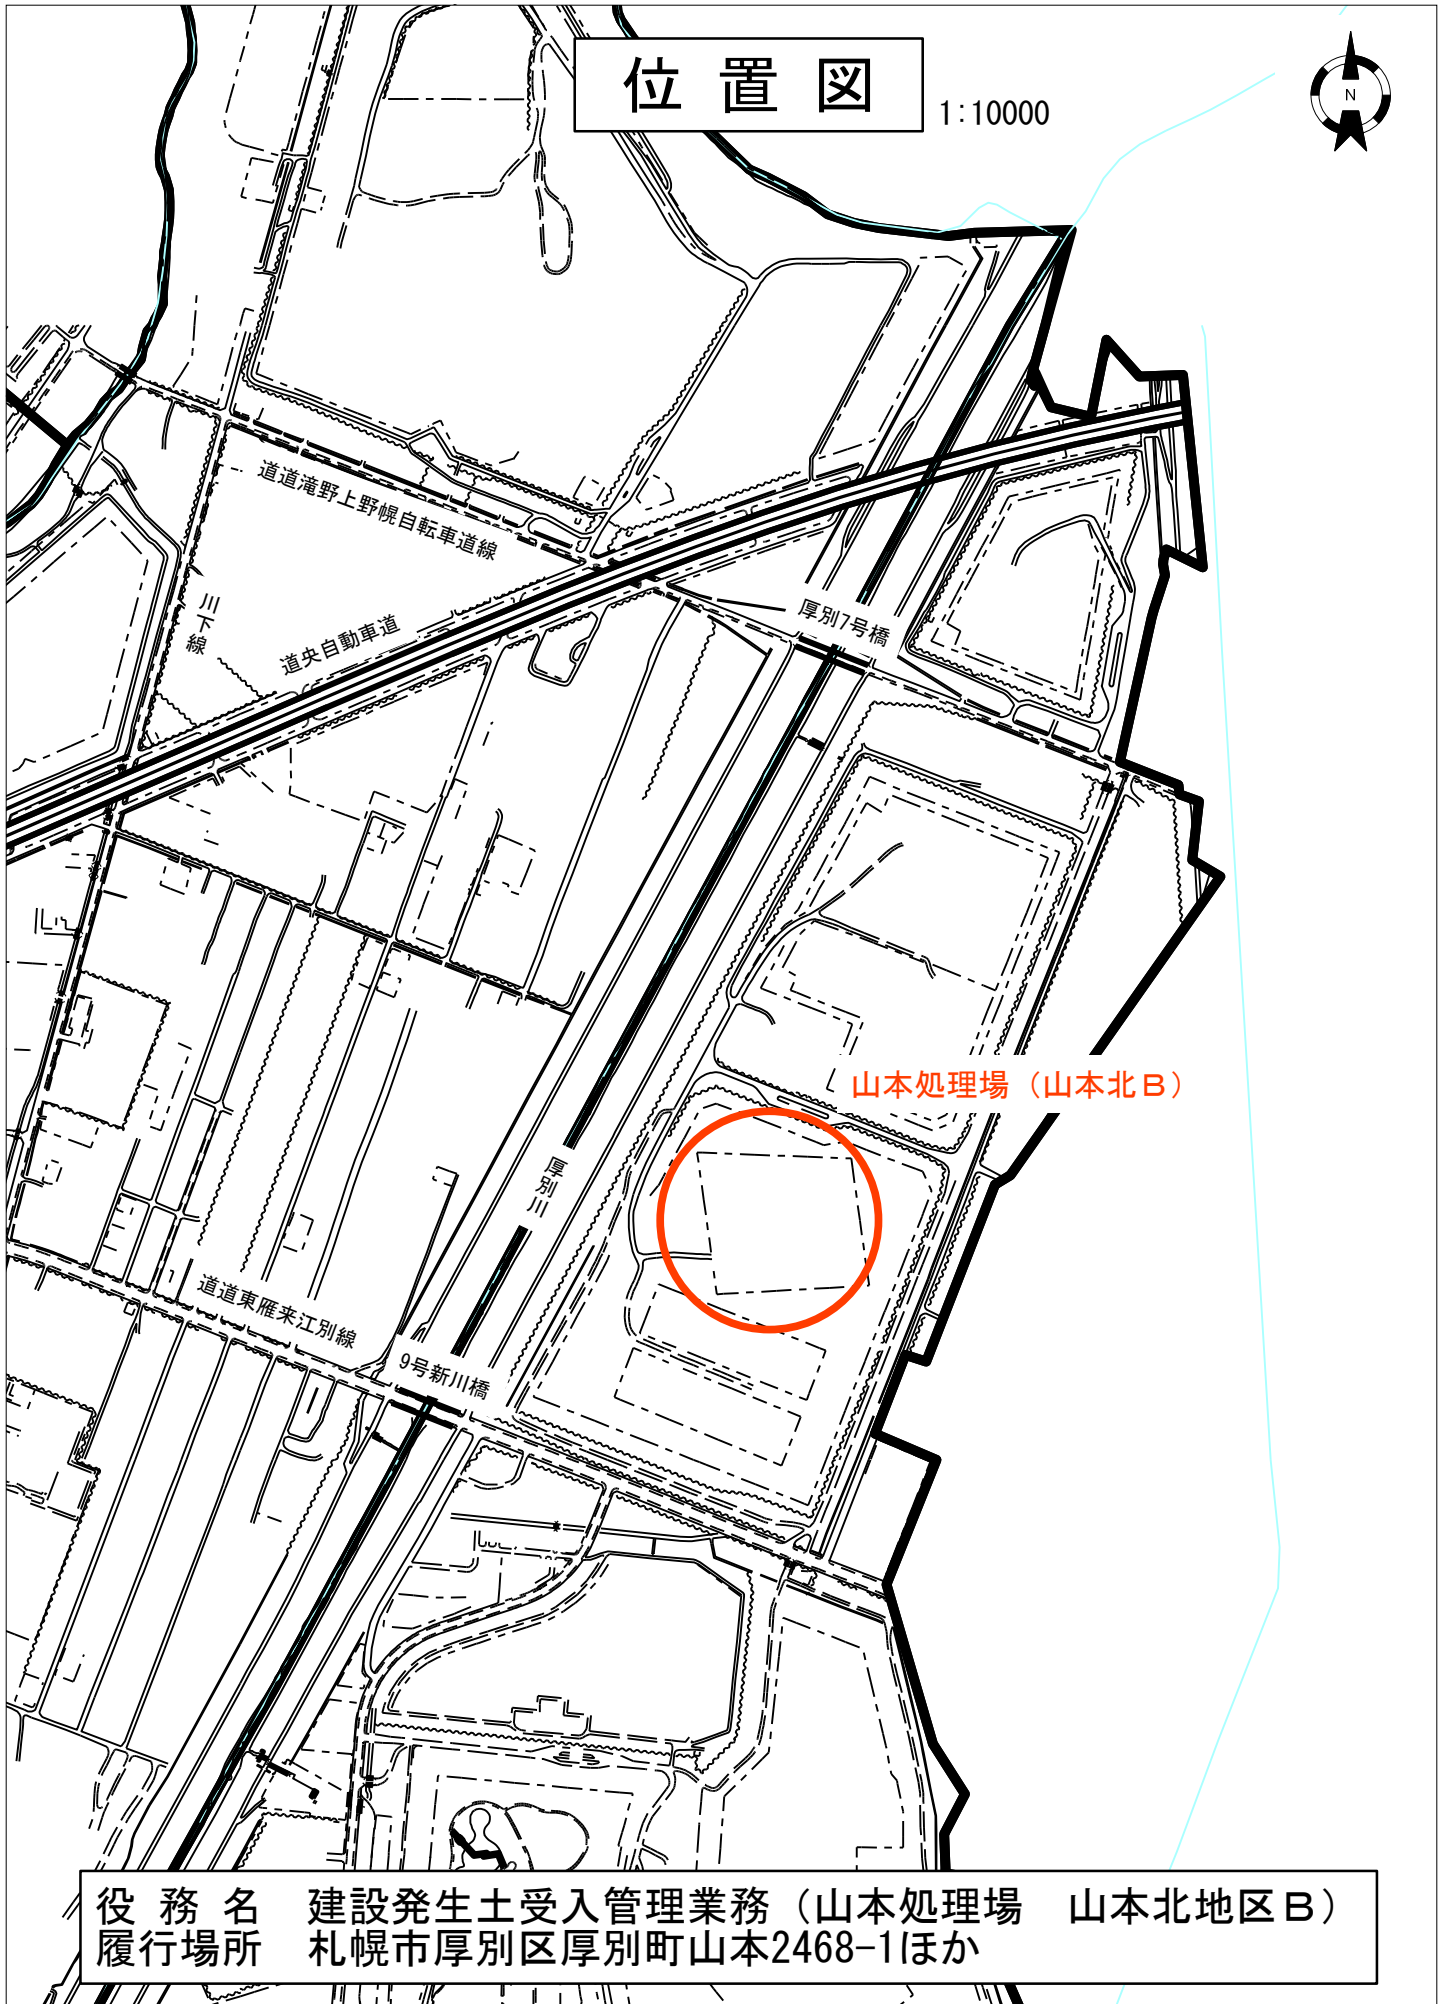 位置図
1:10000
N
道道滝野上野幌自転車道線
川下線
道央自動車道
厚別7号橋
山本処理場（山本北Ｂ）
厚別川
道道東雁来江別線
9号新川橋
役務名　建設発生土受入管理業務（山本処理場　山本北地区Ｂ）
履行場所　札幌市厚別区厚別町山本2468-1ほか